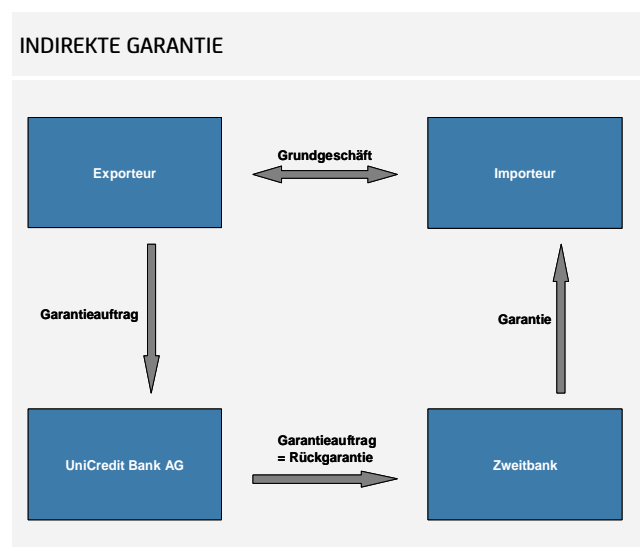 INDIREKTE GARANTIE
Exporteur
Grundgeschäft
Importeur
Garantieauftrag
Garantie
UniCredit Bank AG
Garantieauftrag
= Rückgarantie
Zweitbank